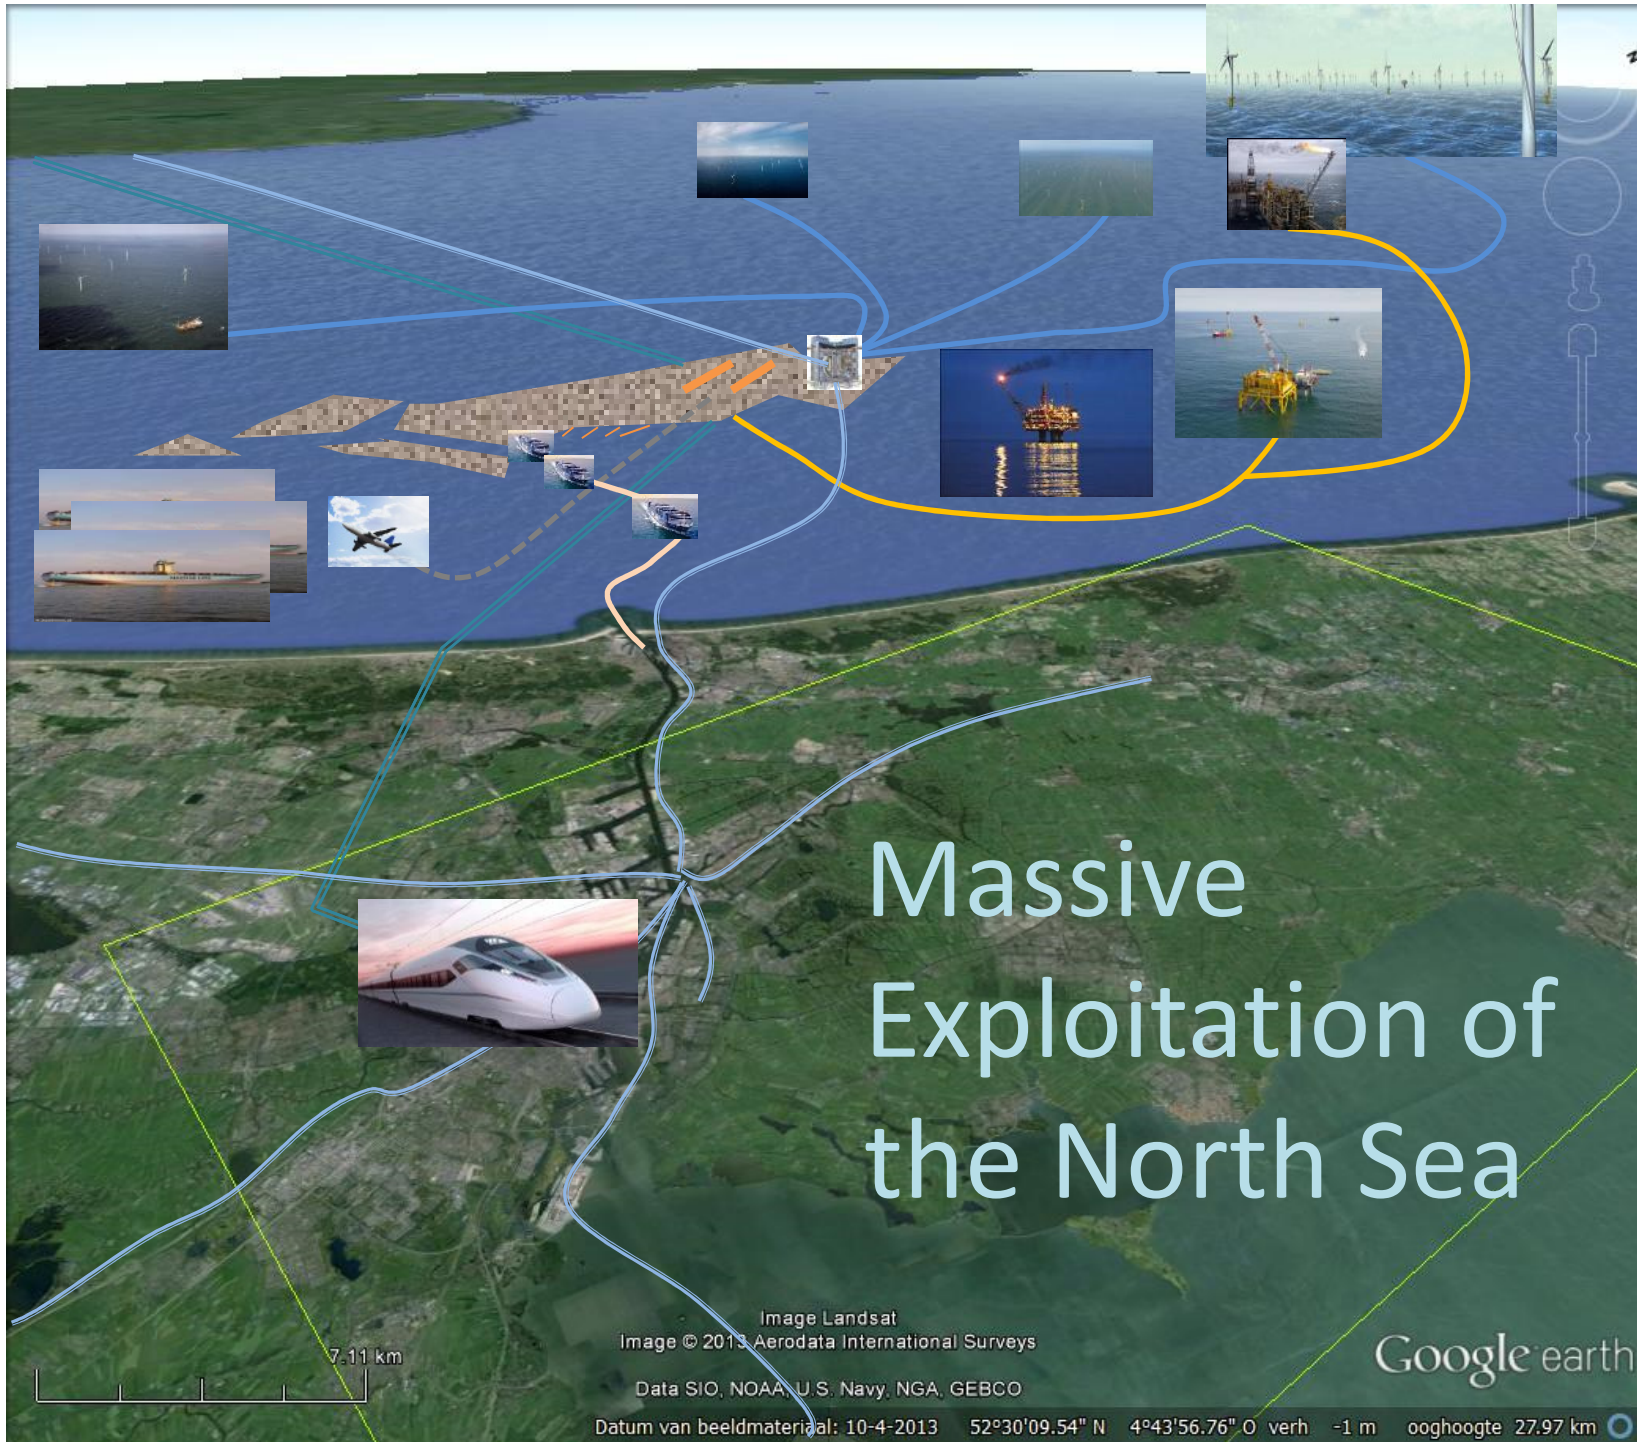 Massive
Exploitation of
the North Sea
Image Landsat
Image © 2013 Aerodata International Surveys
7.11 km
Google earth
Data SIO, NOAA, U.S. Navy, NGA, GEBCO
Datum van beeldmateriaal: 10-4-2013 52°30'09.54" N 4°43'56.76" O verh -1 m ooghoogte 27.97 km